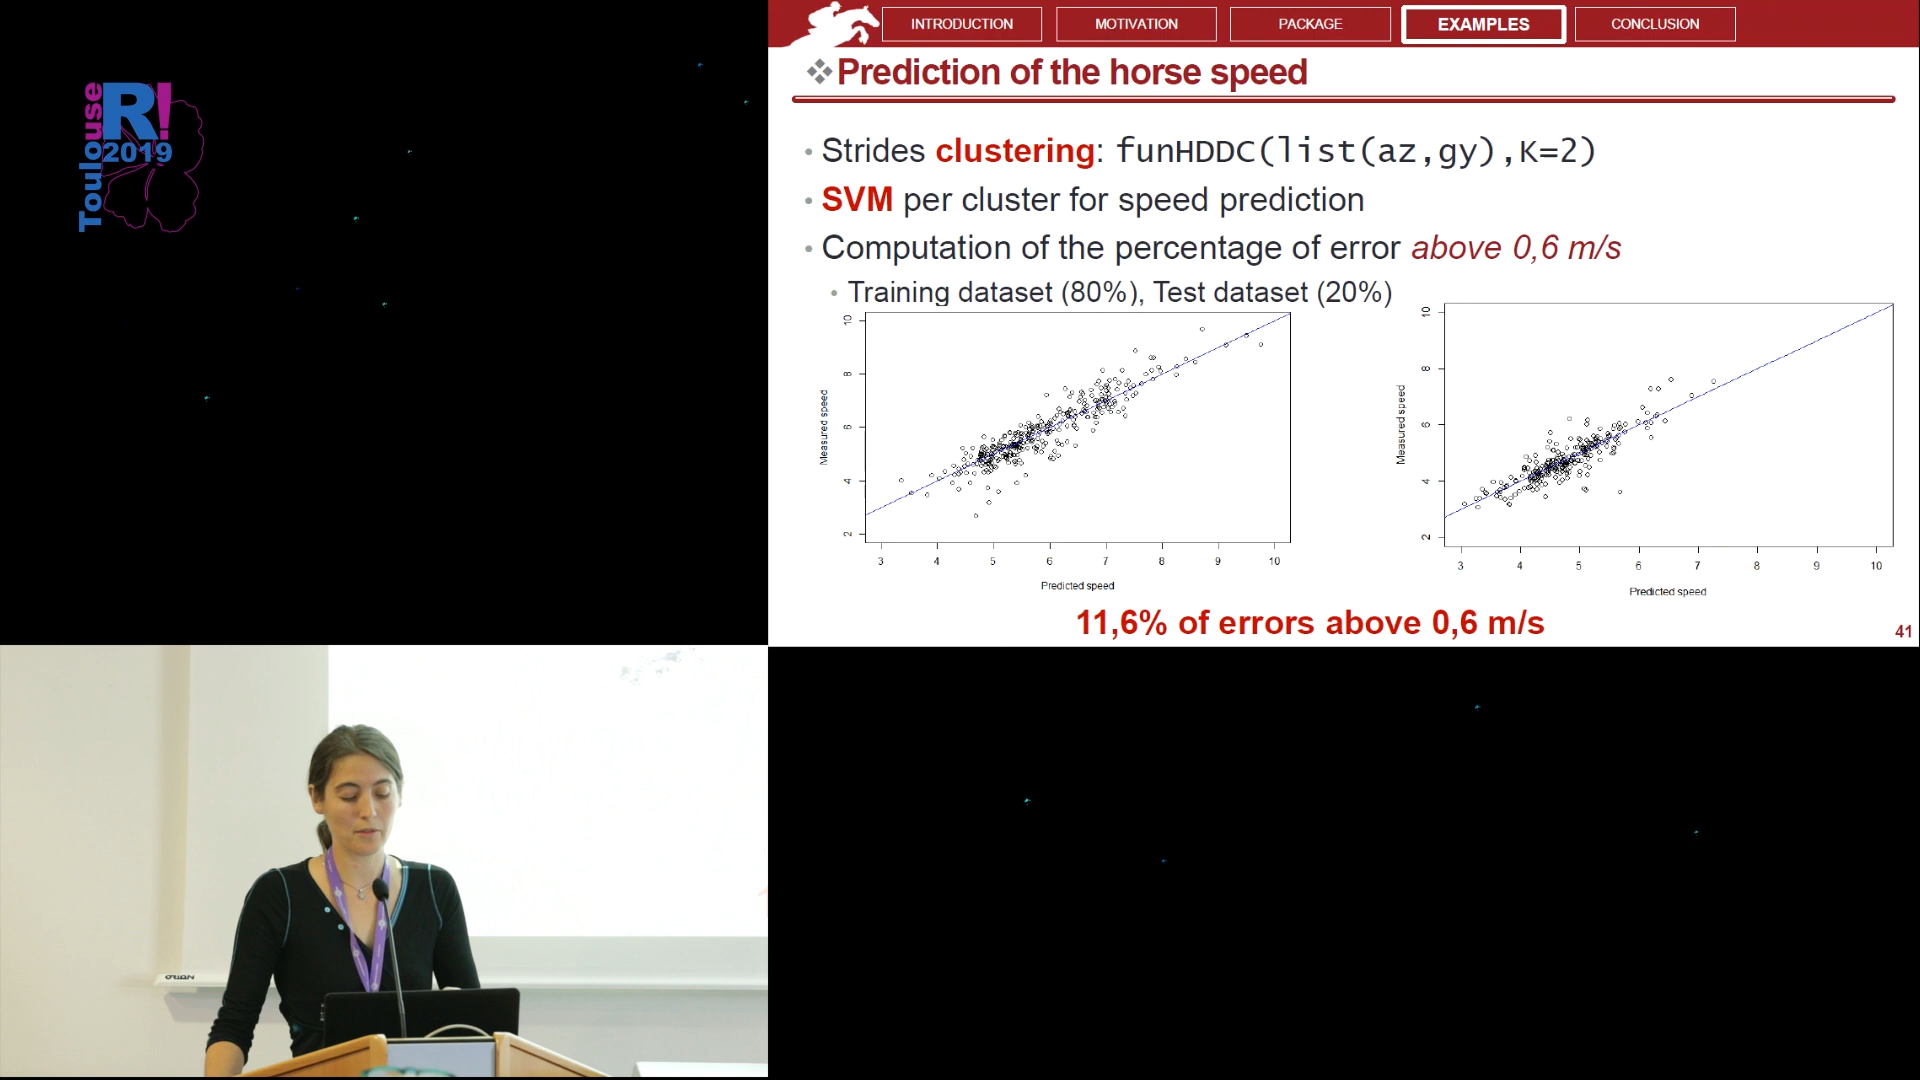 Toulouse
R!
2019
INTRODUCTION
MOTIVATION
PACKAGE
EXAMPLES
CONCLUSION
Prediction of the horse speed
• Strides clustering: funHDDC(list(az,gy),K=2)
• SVM per cluster for speed prediction
• Computation of the percentage of error above 0,6 m/s
• Training dataset (80%), Test dataset (20%)
Measured speed
10
8
6
4
2
3 4 5 6 7 8 9 10
Predicted speed
Measured speed
10
8
6
4
2
3 4 5 6 7 8 9 10
Predicted speed
11,6% of errors above 0,6 m/s
41
ORION